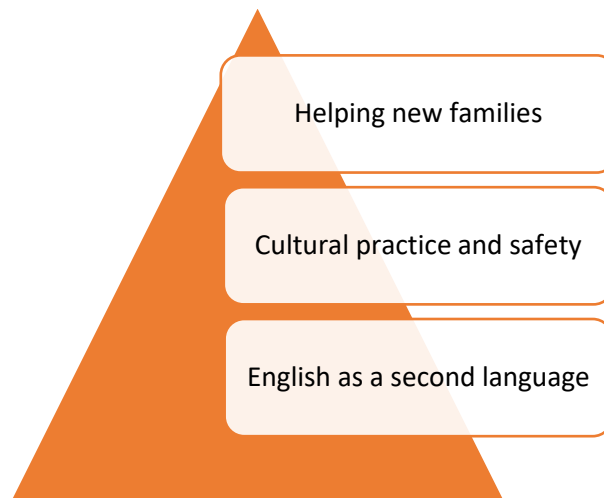 Helping new families
Cultural practice and safety
English as a second language